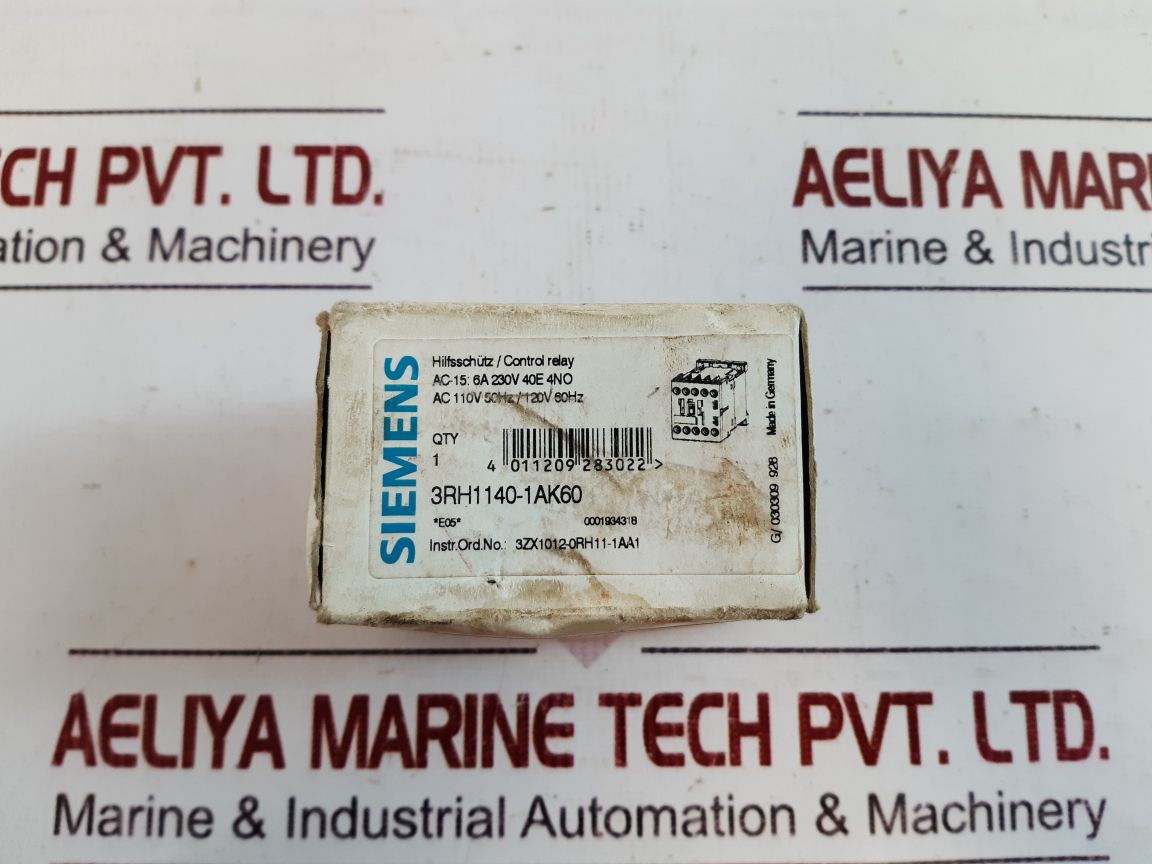 CH PVT. LTD.
ation & Machinery
AELIYA MAR
Marine & Industri
SIEMENS
Hilfsschütz / Control relay
AC-15: 6A 230V 40E 4NO
AC 110V 50Hz / 120V 60Hz
QTY
1
4 011209 283022 >
3RH1140-1AK60
*E05*
0001934318
Instr.Ord.No.: 3ZX1012-0RH11-1AA1
G/ 030309 928 Made in Germany
AELIYA MARINE TECH PVT. LTD.
Marine & Industrial Automation & Machinery